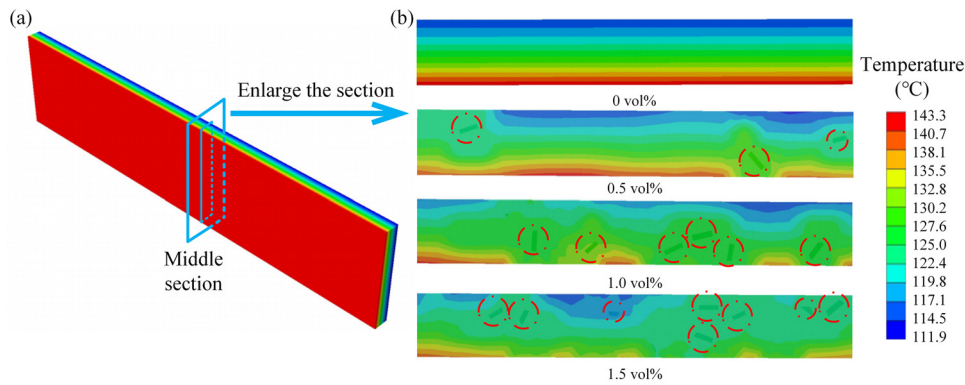 (a)
(b)
Enlarge the section
Middle
section
0 vol%
0.5 vol%
1.0 vol%
1.5 vol%
Temperature
(℃)
143.3
140.7
138.1
135.5
132.8
130.2
127.6
125.0
122.4
119.8
117.1
114.5
111.9